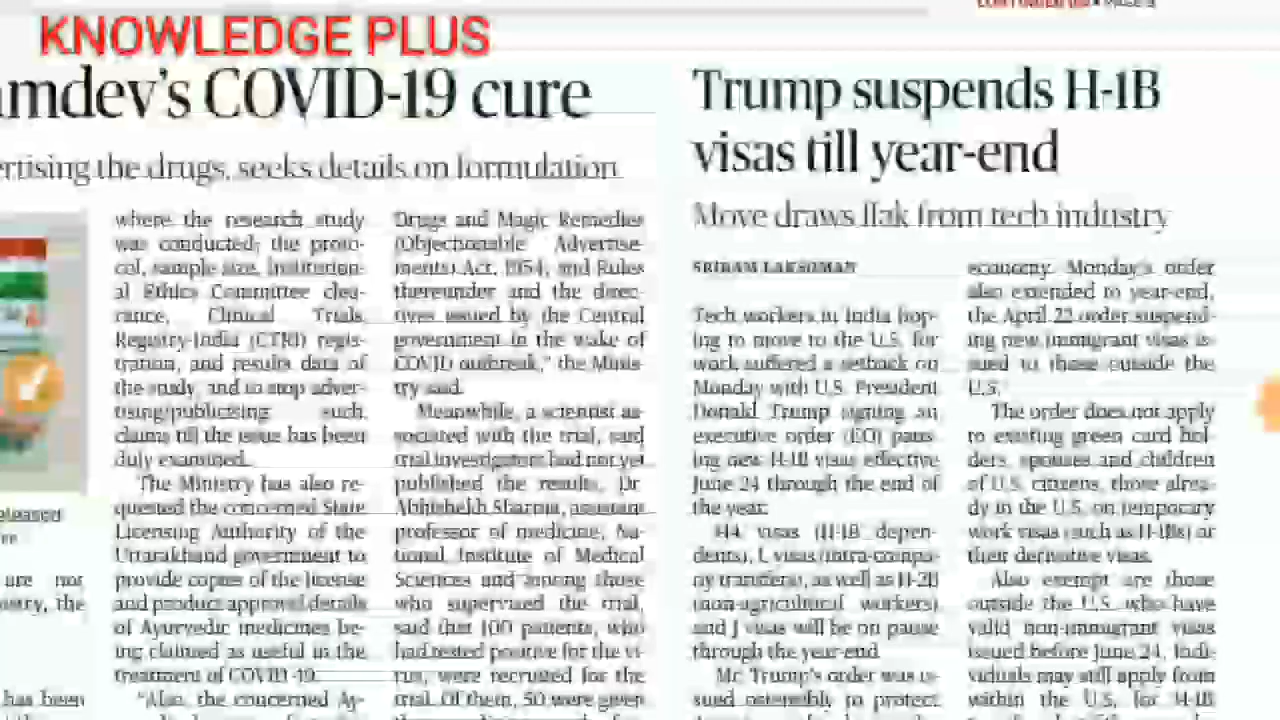 KNOWLEDGE PLUS
amdev's COVID-19 cure
ertising the drugs, seeks details on formulation
where the research study
was conducted; the proto-
col, sample size, institution-
al Ethics Committee clea-
rance, Clinical Trials
Registry-India (CTRI) regis-
tration, and results data of
the study, and to stop adver-
tising/publicising such
claims till the issue has been
duly examined.
The Ministry has also re-
quested the concerned State
Licensing Authority of the
Uttarakhand government to
provide copies of the license
and product approval details
of Ayurvedic medicines be-
ing claimed as useful in the
treatment of COVID-19.
"Also, the concerned Ay-
Drugs and Magic Remedies
(Objectionable Advertise-
ments) Act, 1954, and Rules
thereunder and the direc-
tives issued by the Central
government in the wake of
COVID outbreak," the Minis-
try said.
Meanwhile, a scientist as-
sociated with the trial, said
trial investigators had not yet
published the results. Dr.
Abhishekh Sharma, assistant
professor of medicine, Na-
tional Institute of Medical
Sciences and among those
who supervised the trial,
said that 100 patients, who
had tested positive for the vi-
rus, were recruited for the
trial. Of them, 50 were given
eleased
are not
istry, the
has been
Trump suspends H-1B
visas till year-end
Move draws flak from tech industry
SRIRAM LAKSHMAN
Tech workers in India hop-
ing to move to the U.S. for
work suffered a setback on
Monday with U.S. President
Donald Trump signing an
executive order (EO) paus-
ing new H-1B visas effective
June 24 through the end of
the year.
H4 visas (H-1B depen-
dents), L visas (intra-compa-
ny transfers), as well as H-2B
(non-agricultural workers)
and J visas will be on pause
through the year-end.
Mr. Trump's order was is-
sued ostensibly to protect
economy. Monday's order
also extended to year-end,
the April 22 order suspend-
ing new immigrant visas is-
sued to those outside the
U.S.
The order does not apply
to existing green card hol-
ders, spouses and children
of U.S. citizens, those alrea-
dy in the U.S. on temporary
work visas (such as H-1Bs) or
their derivative visas.
Also exempt are those
outside the U.S. who have
valid non-immigrant visas
issued before June 24. Indi-
viduals may still apply from
within the U.S. for H-1B